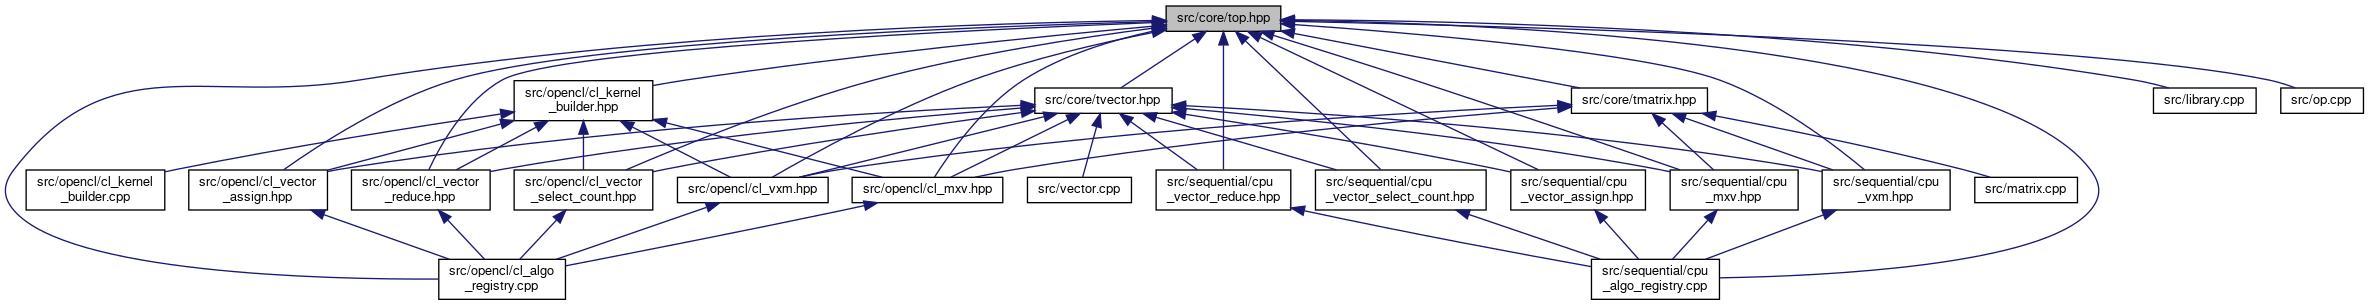 src/core/top.hpp
src/opencl/cl_kernel
_builder.hpp
src/core/tvector.hpp
src/core/tmatrix.hpp
src/library.cpp
src/op.cpp
src/opencl/cl_kernel
_builder.cpp
src/opencl/cl_vector
_assign.hpp
src/opencl/cl_vector
_reduce.hpp
src/opencl/cl_vector
_select_count.hpp
src/opencl/cl_vxm.hpp
src/opencl/cl_mxv.hpp
src/vector.cpp
src/sequential/cpu
_vector_reduce.hpp
src/sequential/cpu
_vector_select_count.hpp
src/sequential/cpu
_vector_assign.hpp
src/sequential/cpu
_mxv.hpp
src/sequential/cpu
_vxm.hpp
src/matrix.cpp
src/opencl/cl_algo
_registry.cpp
src/sequential/cpu
_algo_registry.cpp